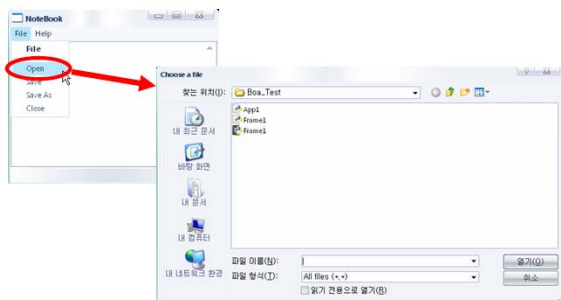 NoteBook
File Help
File
Open
Save
Save As
Close
Choose a file
찾는 위치(I):
Boa_Test
App1
Frame1
Frame1
내 최근 문서
바탕 화면
내 문서
내 컴퓨터
내 네트워크 환경
파일 이름(N):
열기(O)
파일 형식(T):
All files (*.*)
취소
읽기 전용으로 열기(R)